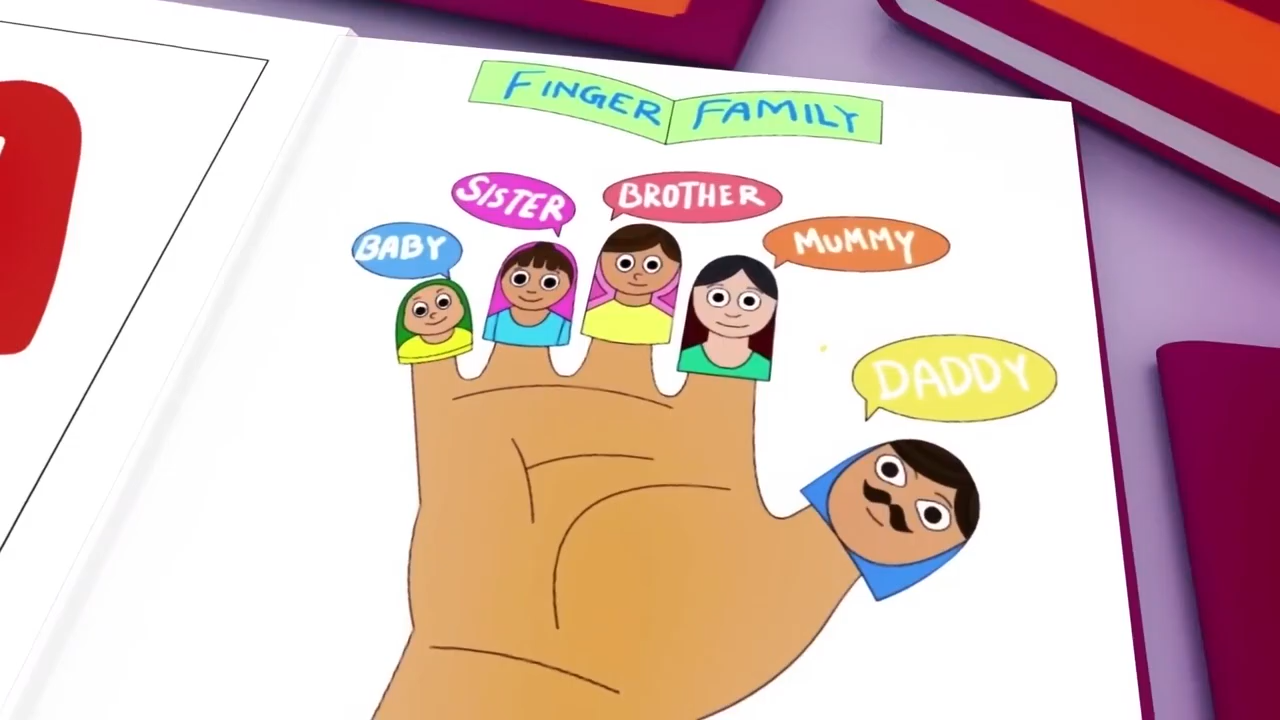 FINGER FAMILY
SISTER
BROTHER
BABY
MUMMY
DADDY